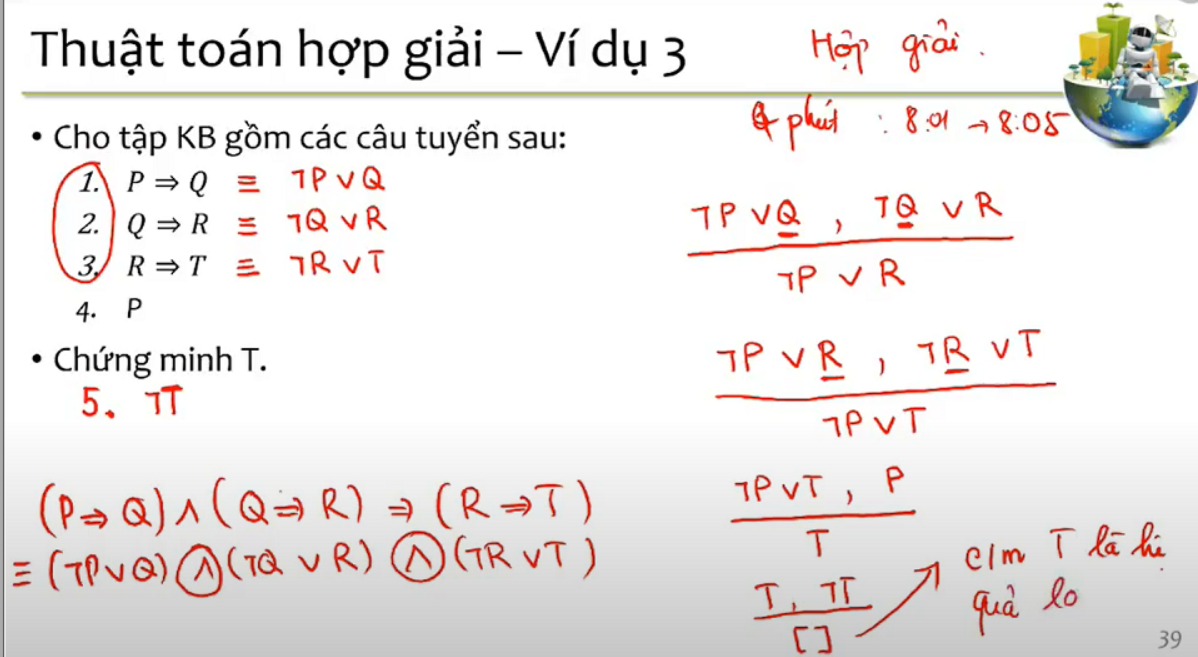 Thuật toán hợp giải – Ví dụ 3
Hợp giải.
phút : 8:01 → 8:05
• Cho tập KB gồm các câu tuyển sau:
1. P ⇒ Q ≡ ¬P ∨ Q
2. Q ⇒ R ≡ ¬Q ∨ R
3. R ⇒ T ≡ ¬R ∨ T
4. P
• Chứng minh T.
5. ¬T
(P ⇒ Q) ∧ (Q ⇒ R) ⇒ (R ⇒ T)
≡ (¬P ∨ Q) ∧ (¬Q ∨ R) ∧ (¬R ∨ T)
¬P ∨ Q , ¬Q ∨ R
¬P ∨ R
¬P ∨ R , ¬R ∨ T
¬P ∨ T
¬P ∨ T , P
T
T, ¬T
[]
c/m T là hệ
quả lo
39